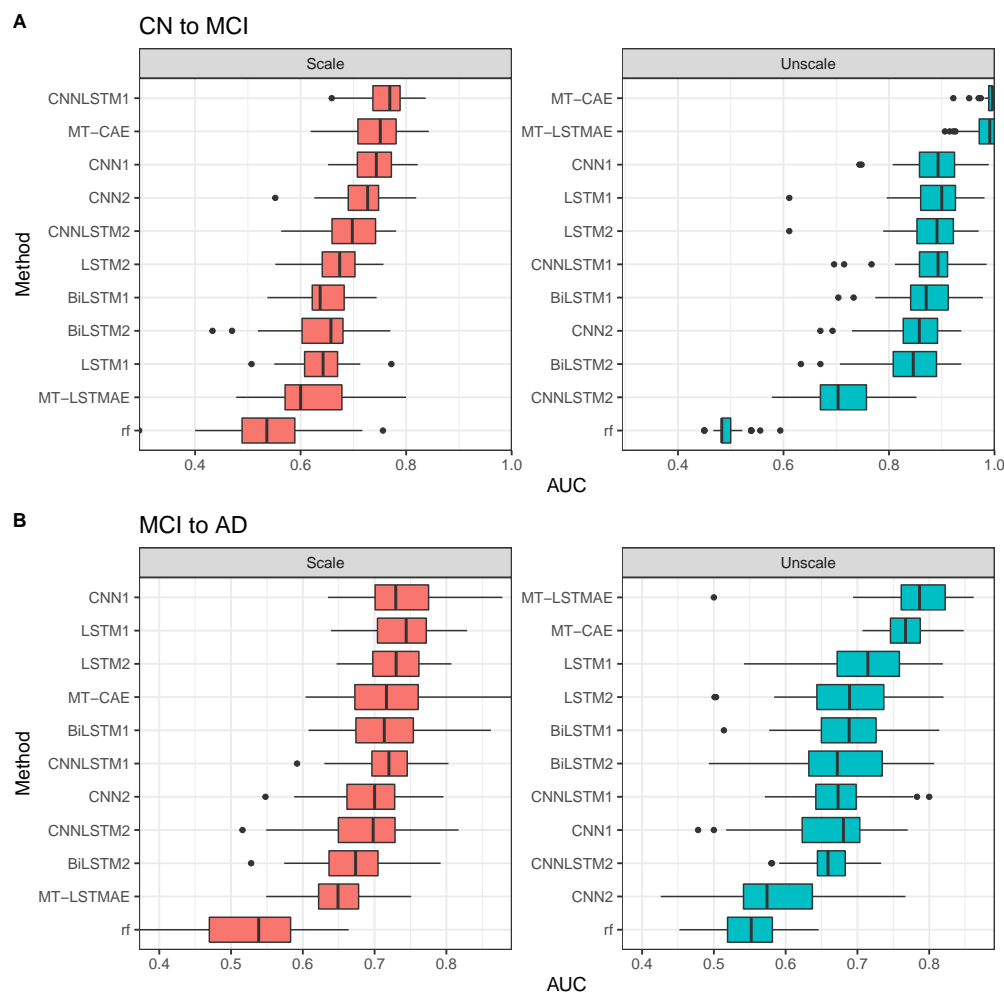 A
CN to MCI
Scale
Unscale
Method
CNNLSTM1
MT−CAE
CNN1
CNN2
CNNLSTM2
LSTM2
BiLSTM1
BiLSTM2
LSTM1
MT−LSTMAE
rf
0.4 0.6 0.8 1.0
MT−CAE
MT−LSTMAE
CNN1
LSTM1
LSTM2
CNNLSTM1
BiLSTM1
CNN2
BiLSTM2
CNNLSTM2
rf
0.4 0.6 0.8 1.0
AUC
B
MCI to AD
Scale
Unscale
Method
CNN1
LSTM1
LSTM2
MT−CAE
BiLSTM1
CNNLSTM1
CNN2
CNNLSTM2
BiLSTM2
MT−LSTMAE
rf
0.4 0.5 0.6 0.7 0.8
MT−LSTMAE
MT−CAE
LSTM1
LSTM2
BiLSTM1
BiLSTM2
CNNLSTM1
CNN1
CNNLSTM2
CNN2
rf
0.4 0.5 0.6 0.7 0.8
AUC